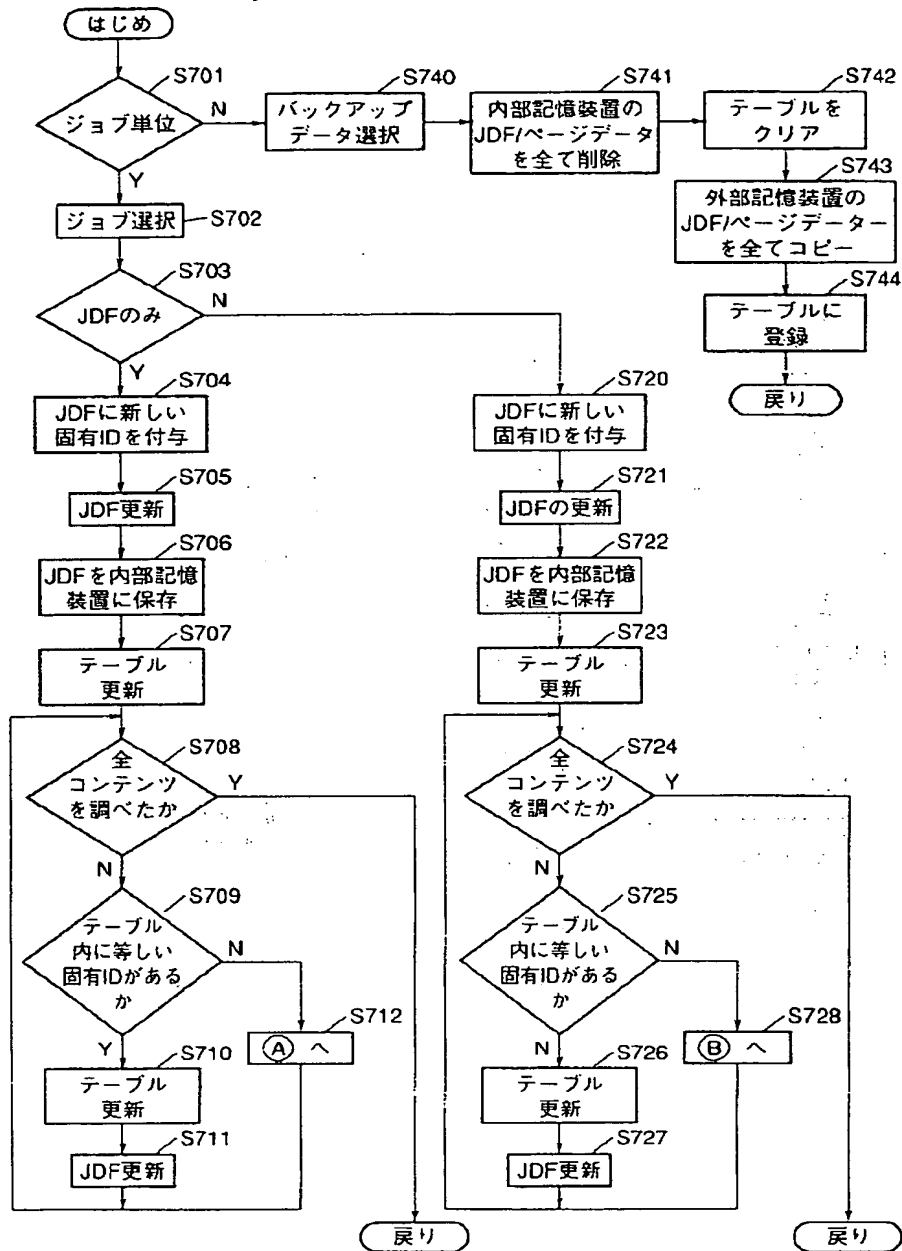 はじめ
S701
ジョブ単位
N
Y
S740
バックアップ
データ選択
S741
内部記憶装置の
JDF/ページデータ
を全て削除
S742
テーブルを
クリア
S743
外部記憶装置の
JDF/ページデーター
を全てコピー
S744
テーブルに
登録
戻り
ジョブ選択
S702
S703
JDFのみ
N
Y
S704
JDFに新しい
固有IDを付与
S705
JDF更新
S706
JDFを内部記憶
装置に保存
S707
テーブル
更新
S708
全
コンテンツ
を調べたか
Y
N
S709
テーブル
内に等しい
固有IDがある
か
N
Y
S712
A へ
S710
テーブル
更新
S711
JDF更新
戻り
S720
JDFに新しい
固有IDを付与
S721
JDFの更新
S722
JDFを内部記憶
装置に保存
S723
テーブル
更新
S724
全
コンテンツ
を調べたか
Y
N
S725
テーブル
内に等しい
固有IDがある
か
N
N
S728
B へ
S726
テーブル
更新
S727
JDF更新
戻り